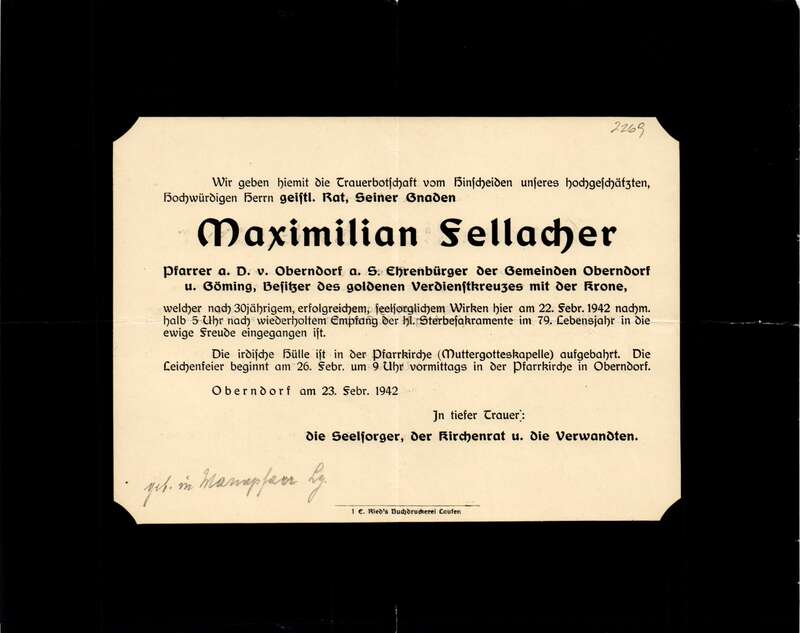 2269
Wir geben hiemit die Trauerbotschaft vom Hinscheiden unseres hochgeschätzten,
Hochwürdigen Herrn geistl. Rat, Seiner Gnaden
Maximilian Fellacher
Pfarrer a. D. v. Oberndorf a. S. Ehrenbürger der Gemeinden Oberndorf
u. Göming, Besitzer des goldenen Verdienstkreuzes mit der Krone,
welcher nach 30jährigem, erfolgreichem, seelsorglichem Wirken hier am 22. Febr. 1942 nachm.
halb 5 Uhr nach wiederholtem Empfang der hl. Sterbesakramente im 79. Lebensjahr in die
ewige Freude eingegangen ist.
Die irdische Hülle ist in der Pfarrkirche (Muttergotteskapelle) aufgebahrt. Die
Leichenfeier beginnt am 26. Febr. um 9 Uhr vormittags in der Pfarrkirche in Oberndorf.
Oberndorf am 23. Febr. 1942
In tiefer Trauer:
die Seelsorger, der Kirchenrat u. die Verwandten.
geb. in Mariapfarr Lg.
L. Ried's Buchdruckerei Laufen